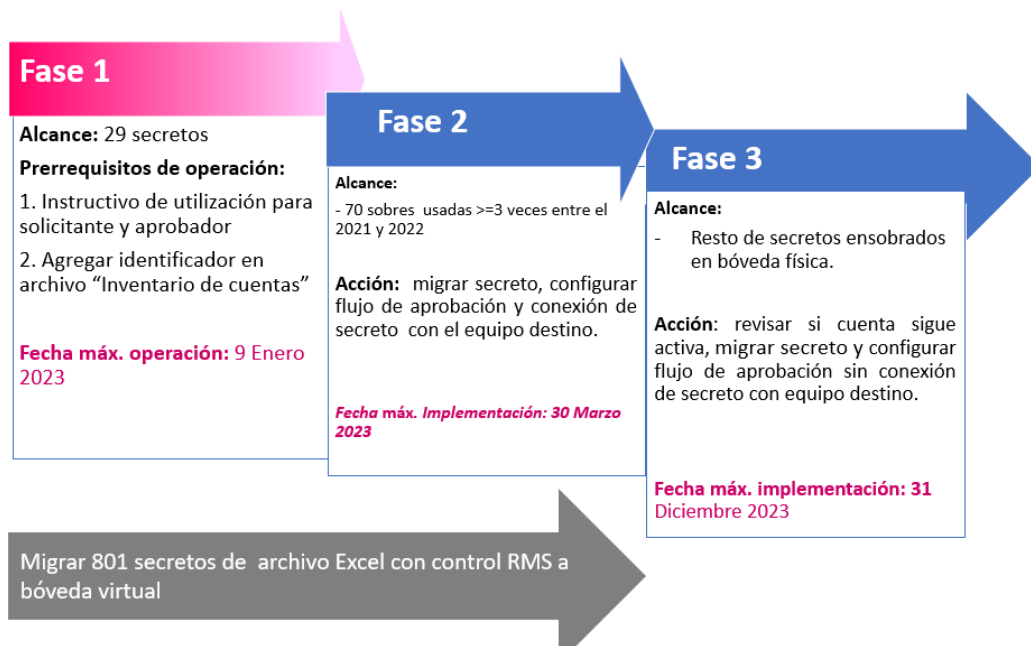 Fase 1
Alcance: 29 secretos
Prerrequisitos de operación:
1. Instructivo de utilización para
solicitante y aprobador
2. Agregar identificador en
archivo “Inventario de cuentas”
Fecha máx. operación: 9 Enero
2023
Fase 2
Alcance:
- 70 sobres usadas >=3 veces entre el
2021 y 2022
Acción: migrar secreto, configurar
flujo de aprobación y conexión de
secreto con el equipo destino.
Fecha máx. Implementación: 30 Marzo
2023
Fase 3
Alcance:
- Resto de secretos ensobrados
en bóveda física.
Acción: revisar si cuenta sigue
activa, migrar secreto y configurar
flujo de aprobación sin conexión
de secreto con equipo destino.
Fecha máx. implementación: 31
Diciembre 2023
Migrar 801 secretos de archivo Excel con control RMS a
bóveda virtual